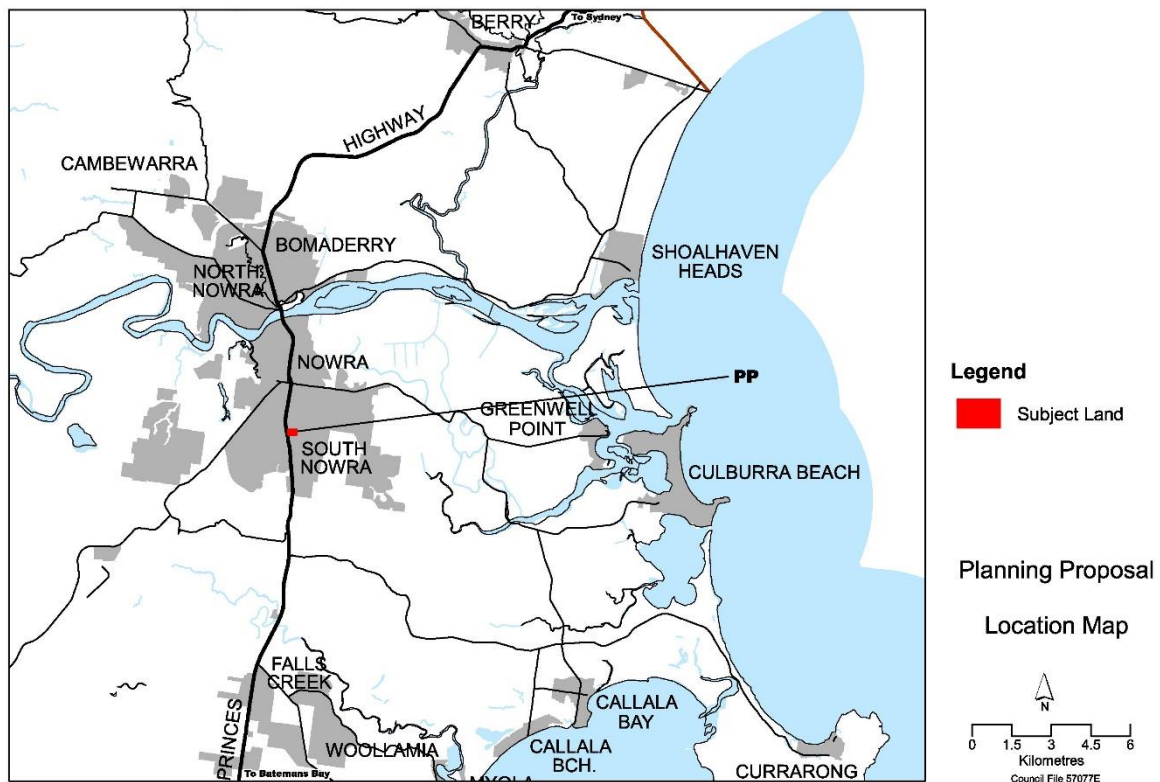 BERRY
To Sydney
HIGHWAY
CAMBEWARRA
BOMADERRY
NORTH
NOWRA
SHOALHAVEN
HEADS
NOWRA
PP
GREENWELL
POINT
SOUTH
NOWRA
CULBURRA BEACH
FALLS
CREEK
WOOLLAMIA
PRINCES
To Batemans Bay
CALLALA
BAY
CALLALA
BCH.
MYOLA
CURRARONG
Legend
Subject Land
Planning Proposal
Location Map
N
0 1.5 3 4.5 6
Kilometres
Council File 57077E